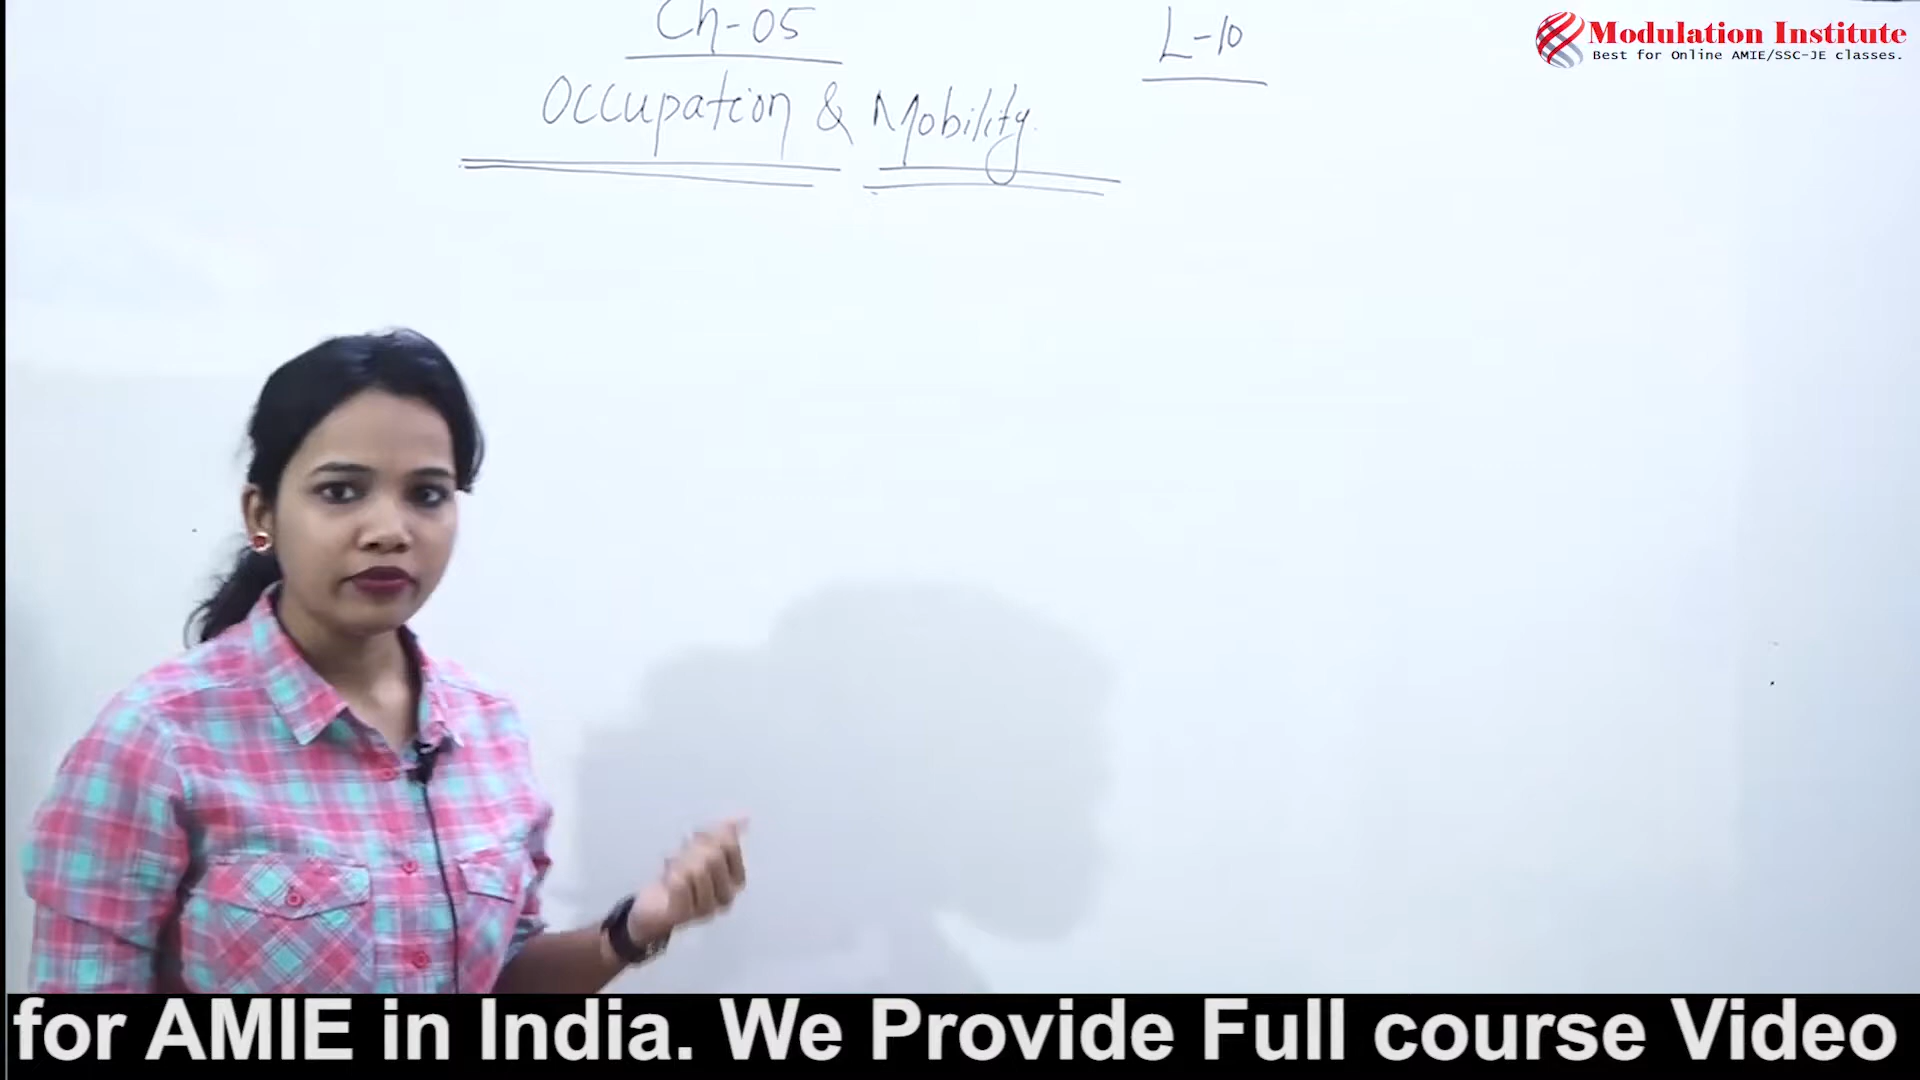 Ch-05
L-10
Occupation & Mobility.
Modulation Institute
Best for Online AMIE/SSC-JE classes.
for AMIE in India. We Provide Full course Video